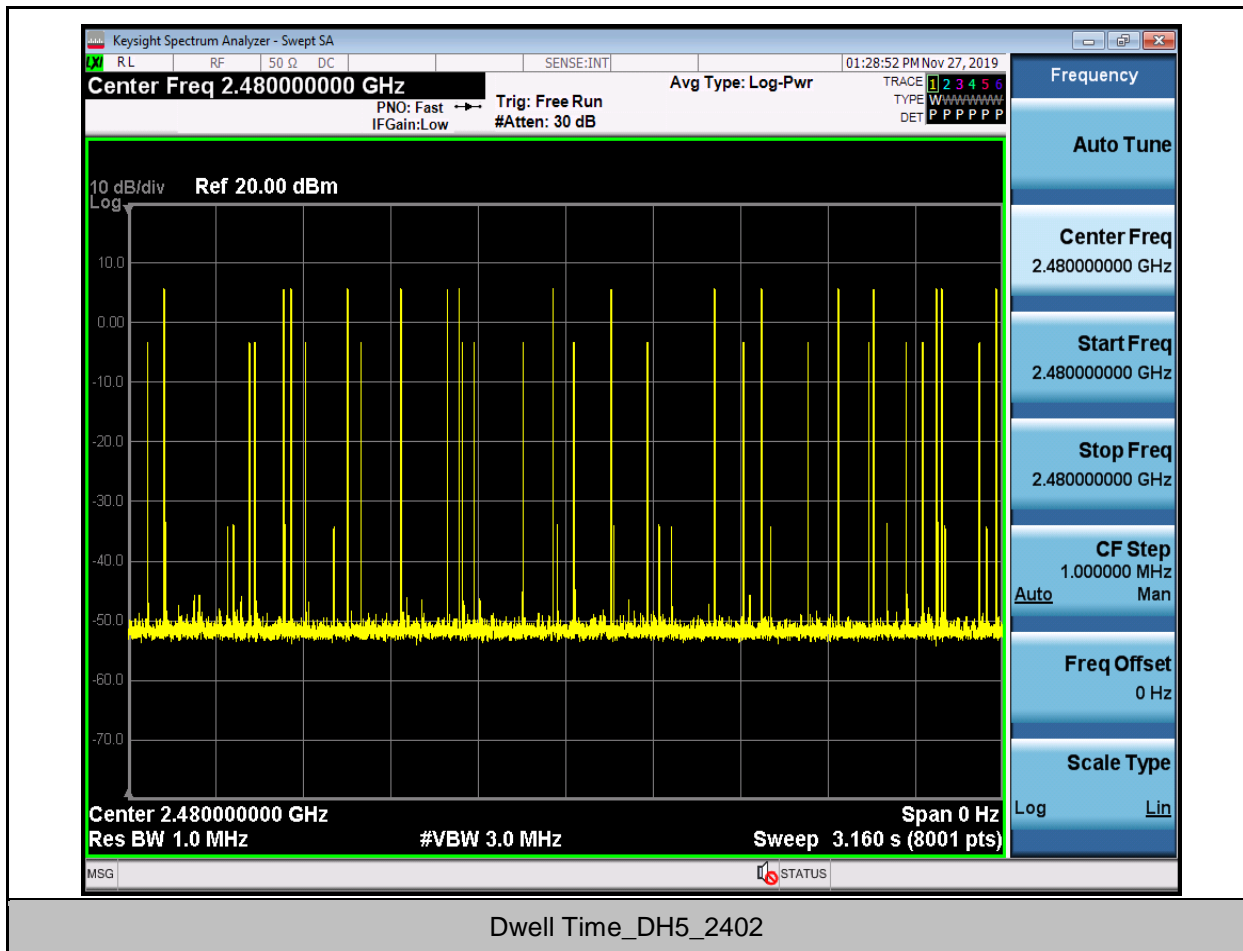 Keysight Spectrum Analyzer - Swept SA
LXI RL RF 50 Ω DC SENSE:INT 01:28:52 PM Nov 27, 2019
Center Freq 2.480000000 GHz
PNO: Fast
IFGain:Low
Trig: Free Run
#Atten: 30 dB
Avg Type: Log-Pwr
TRACE 1 2 3 4 5 6
TYPE WWWWWW
DET P P P P P P
10 dB/div Ref 20.00 dBm
Log
10.0
0.00
-10.0
-20.0
-30.0
-40.0
-50.0
-60.0
-70.0
Center 2.480000000 GHz Span 0 Hz
Res BW 1.0 MHz #VBW 3.0 MHz Sweep 3.160 s (8001 pts)
MSG STATUS
Frequency
Auto Tune
Center Freq
2.480000000 GHz
Start Freq
2.480000000 GHz
Stop Freq
2.480000000 GHz
CF Step
1.000000 MHz
Auto Man
Freq Offset
0 Hz
Scale Type
Log Lin
Dwell Time_DH5_2402